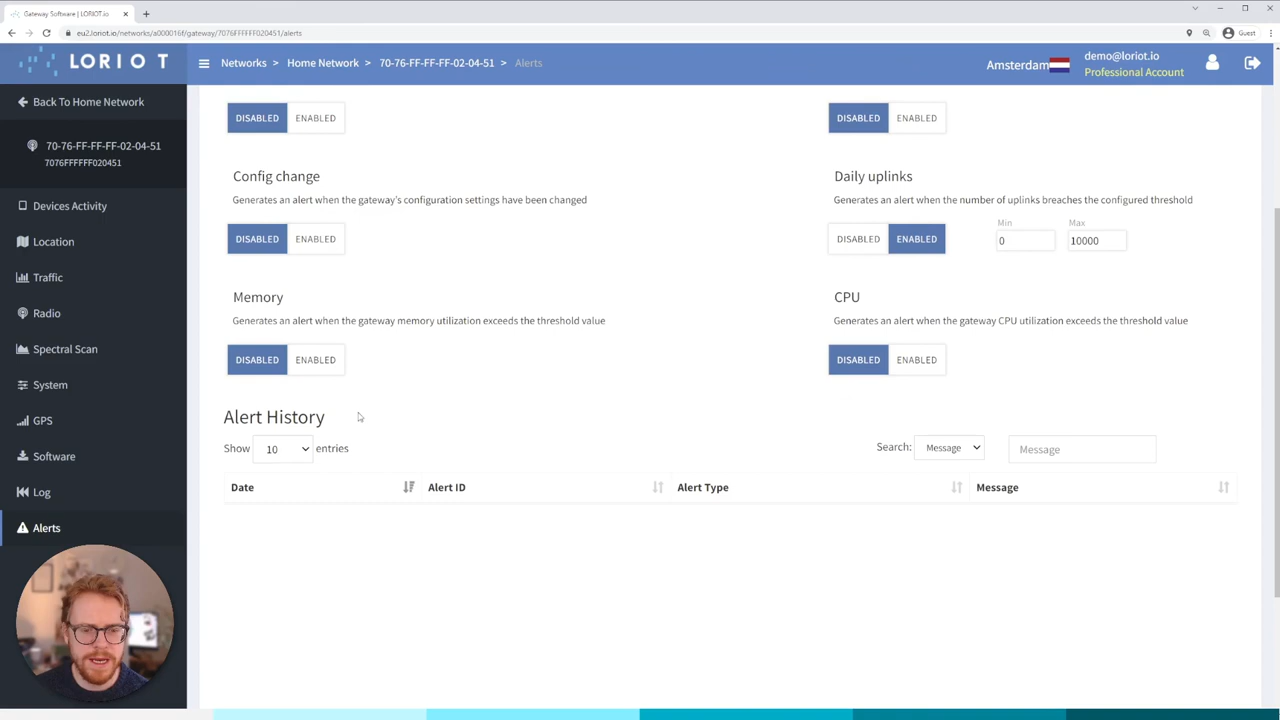 Gateway Software | LORIOT.io
eu2.loriot.io/networks/a000016f/gateway/7076FFFFFF020451/alerts
Guest
LORIOT
Networks > Home Network > 70-76-FF-FF-FF-02-04-51 > Alerts
Amsterdam
demo@loriot.io
Professional Account
Back To Home Network
70-76-FF-FF-FF-02-04-51
7076FFFFFF020451
Devices Activity
Location
Traffic
Radio
Spectral Scan
System
GPS
Software
Log
Alerts
DISABLED ENABLED
DISABLED ENABLED
Config change
Generates an alert when the gateway's configuration settings have been changed
DISABLED ENABLED
Daily uplinks
Generates an alert when the number of uplinks breaches the configured threshold
Min Max
DISABLED ENABLED 0 10000
Memory
Generates an alert when the gateway memory utilization exceeds the threshold value
DISABLED ENABLED
CPU
Generates an alert when the gateway CPU utilization exceeds the threshold value
DISABLED ENABLED
Alert History
Show 10 entries
Search: Message Message
Date Alert ID Alert Type Message